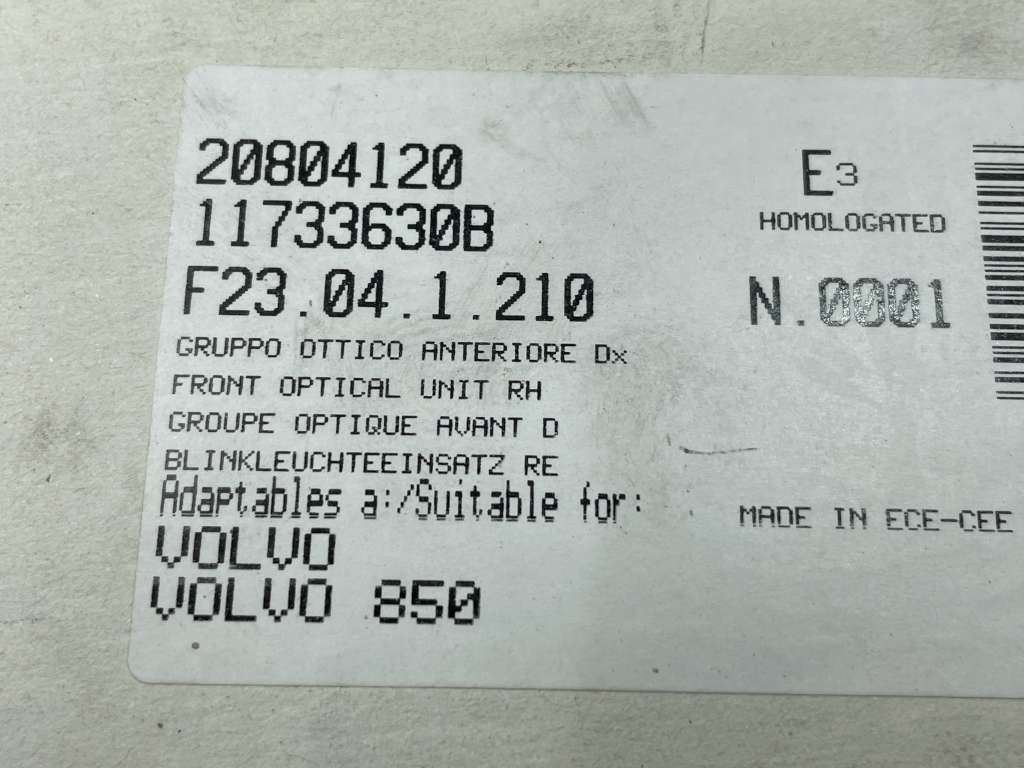 20804120
11733630B
F23.04.1.210
GRUPPO OTTICO ANTERIORE Dx
FRONT OPTICAL UNIT RH
GROUPE OPTIQUE AVANT D
BLINKLEUCHTEEINSATZ RE
Adaptables a:/Suitable for:
VOLVO
VOLVO 850
E3
HOMOLOGATED
N.0001
MADE IN ECE-CEE